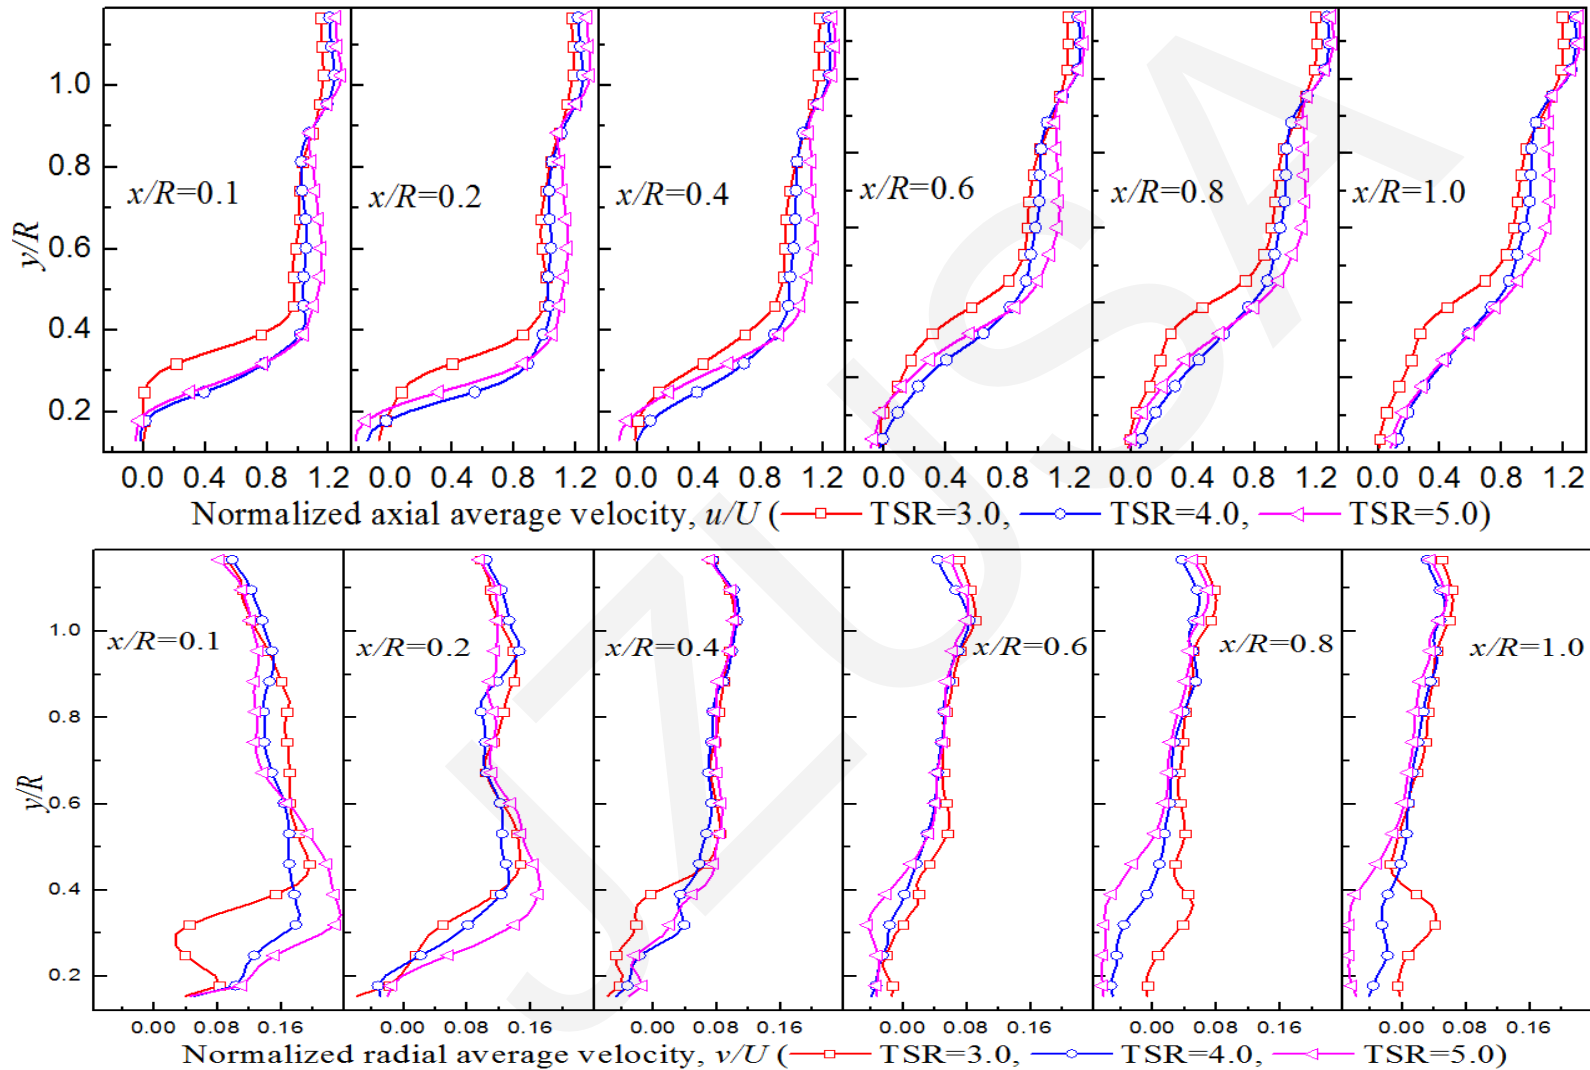 1.0
0.8
0.6
0.4
0.2
y/R
x/R=0.1
x/R=0.2
x/R=0.4
x/R=0.6
x/R=0.8
x/R=1.0
0.0 0.4 0.8 1.2 0.0 0.4 0.8 1.2 0.0 0.4 0.8 1.2 0.0 0.4 0.8 1.2 0.0 0.4 0.8 1.2 0.0 0.4 0.8 1.2
Normalized axial average velocity, u/U ( TSR=3.0, TSR=4.0, TSR=5.0)
1.0
0.8
0.6
0.4
0.2
y/R
x/R=0.1
x/R=0.2
x/R=0.4
x/R=0.6
x/R=0.8
x/R=1.0
0.00 0.08 0.16 0.00 0.08 0.16 0.00 0.08 0.16 0.00 0.08 0.16 0.00 0.08 0.16 0.00 0.08 0.16
Normalized radial average velocity, v/U ( TSR=3.0, TSR=4.0, TSR=5.0)
JZUSA